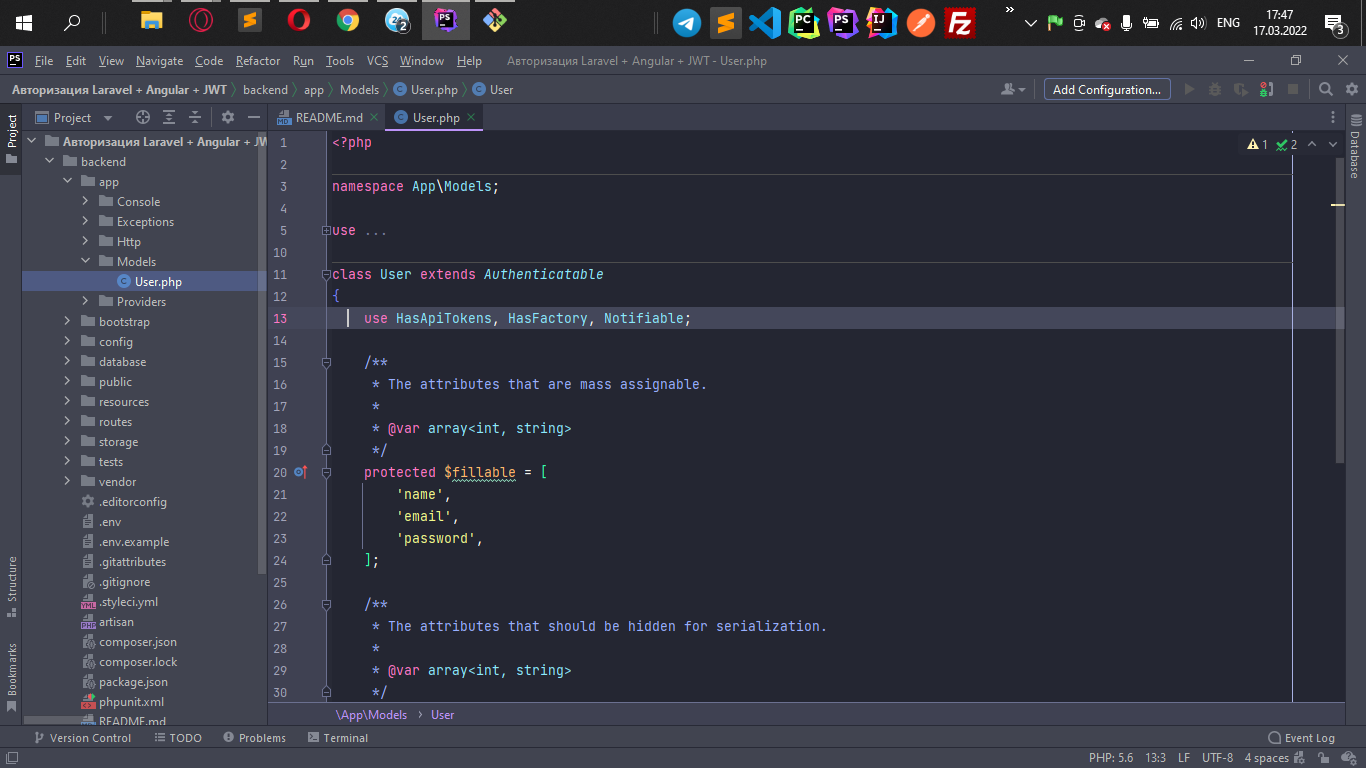 2
PS
PC
PS
IJ
FZ
»
ENG
17:47
17.03.2022
3
PS
File Edit View Navigate Code Refactor Run Tools VCS Window Help
Авторизация Laravel + Angular + JWT - User.php
Авторизация Laravel + Angular + JWT backend app Models User.php User
Add Configuration...
Project
Project
README.md
User.php
Авторизация Laravel + Angular + JW
backend
app
Console
Exceptions
Http
Models
User.php
Providers
bootstrap
config
database
public
resources
routes
storage
tests
vendor
.editorconfig
.env
.env.example
.gitattributes
.gitignore
.styleci.yml
artisan
composer.json
composer.lock
package.json
phpunit.xml
README.md
1 <?php
2
3 namespace App\Models;
4
5 use ...
10
11 class User extends Authenticatable
12 {
13 use HasApiTokens, HasFactory, Notifiable;
14
15 /**
16 * The attributes that are mass assignable.
17 *
18 * @var array<int, string>
19 */
20 protected $fillable = [
21 'name',
22 'email',
23 'password',
24 ];
25
26 /**
27 * The attributes that should be hidden for serialization.
28 *
29 * @var array<int, string>
30 */
1 2
Database
Structure
Bookmarks
\App\Models › User
Version Control TODO Problems Terminal
Event Log
PHP: 5.6 13:3 LF UTF-8 4 spaces